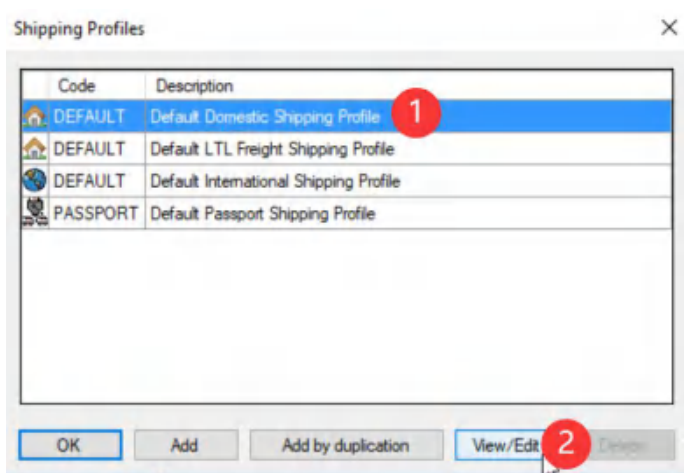 Shipping Profiles
Code Description
DEFAULT Default Domestic Shipping Profile 1
DEFAULT Default LTL Freight Shipping Profile
DEFAULT Default International Shipping Profile
PASSPORT Default Passport Shipping Profile
OK Add Add by duplication View/Edit 2 Delete